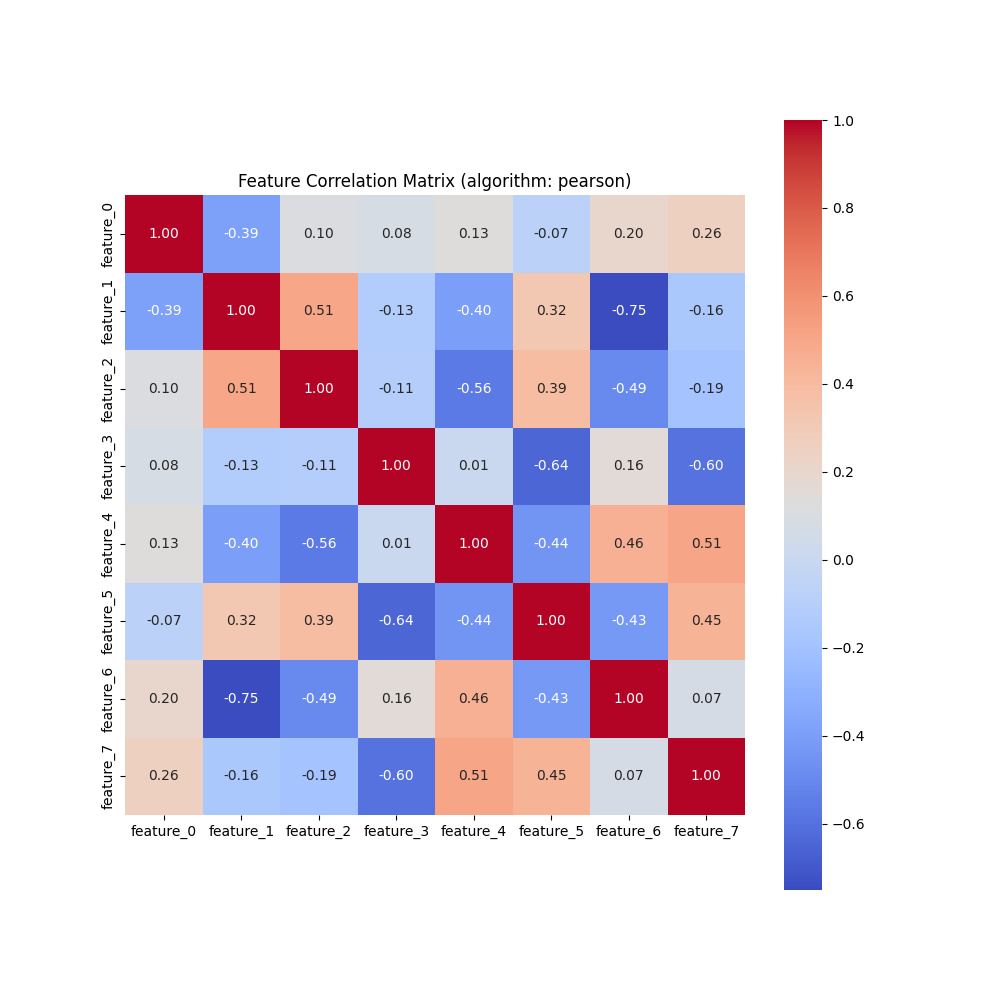 Feature Correlation Matrix (algorithm: pearson)
feature_0 1.00 -0.39 0.10 0.08 0.13 -0.07 0.20 0.26
feature_1 -0.39 1.00 0.51 -0.13 -0.40 0.32 -0.75 -0.16
feature_2 0.10 0.51 1.00 -0.11 -0.56 0.39 -0.49 -0.19
feature_3 0.08 -0.13 -0.11 1.00 0.01 -0.64 0.16 -0.60
feature_4 0.13 -0.40 -0.56 0.01 1.00 -0.44 0.46 0.51
feature_5 -0.07 0.32 0.39 -0.64 -0.44 1.00 -0.43 0.45
feature_6 0.20 -0.75 -0.49 0.16 0.46 -0.43 1.00 0.07
feature_7 0.26 -0.16 -0.19 -0.60 0.51 0.45 0.07 1.00
feature_0 feature_1 feature_2 feature_3 feature_4 feature_5 feature_6 feature_7
1.0
0.8
0.6
0.4
0.2
0.0
−0.2
−0.4
−0.6